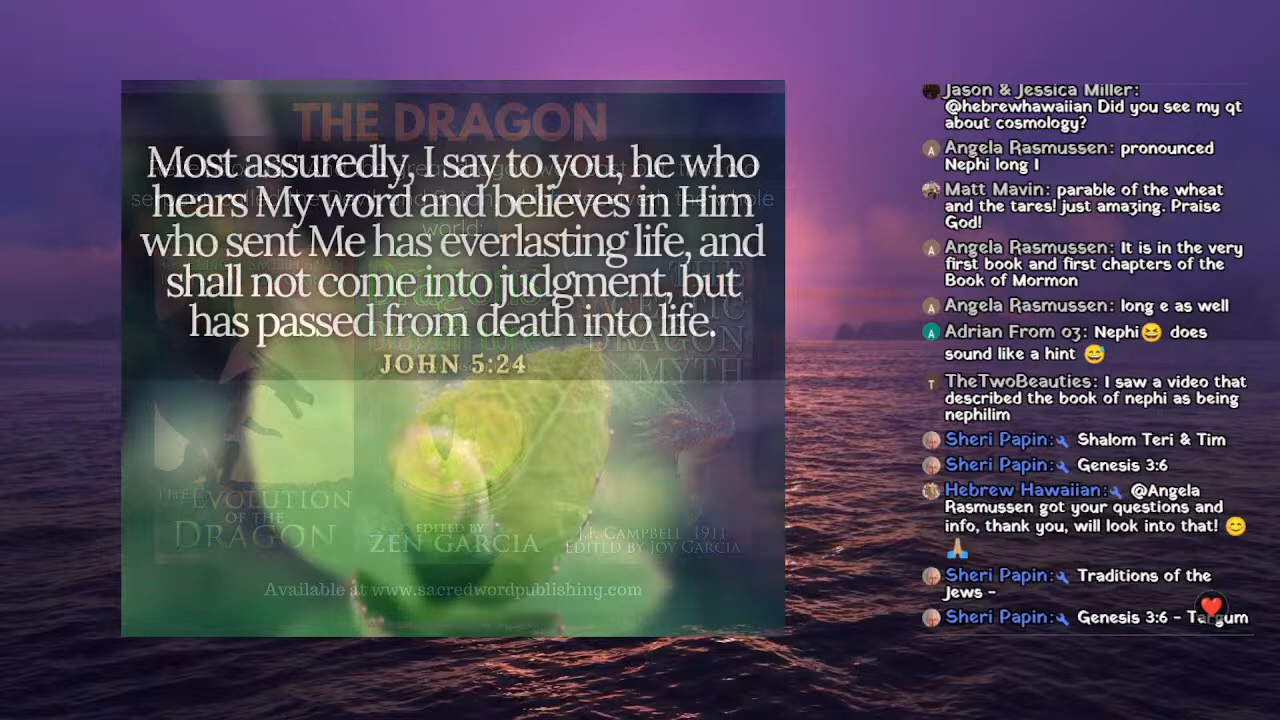 THE DRAGON
Most assuredly, I say to you, he who
hears My word and believes in Him
who sent Me has everlasting life, and
shall not come into judgment, but
has passed from death into life.
JOHN 5:24
whole
world:
THE
DRAGON
MYTH
THE EVOLUTION
OF THE
DRAGON
EDITED BY
ZEN GARCIA
J.F. CAMPBELL 1911
EDITED BY JOY GARCIA
Available at www.sacredwordpublishing.com
Jason & Jessica Miller:
@hebrewhawaiian Did you see my qt
about cosmology?
A Angela Rasmussen: pronounced
Nephi long I
Matt Mavin: parable of the wheat
and the tares! just amazing. Praise
God!
A Angela Rasmussen: It is in the very
first book and first chapters of the
Book of Mormon
A Angela Rasmussen: long e as well
A Adrian From oz: Nephi😆 does
sound like a hint 😅
T TheTwoBeauties: I saw a video that
described the book of nephi as being
nephilim
Sheri Papin:🔧 Shalom Teri & Tim
Sheri Papin:🔧 Genesis 3:6
Hebrew Hawaiian:🔧 @Angela
Rasmussen got your questions and
info, thank you, will look into that! 😊
🙏🏼
Sheri Papin:🔧 Traditions of the
Jews -
Sheri Papin:🔧 Genesis 3:6 - Targum